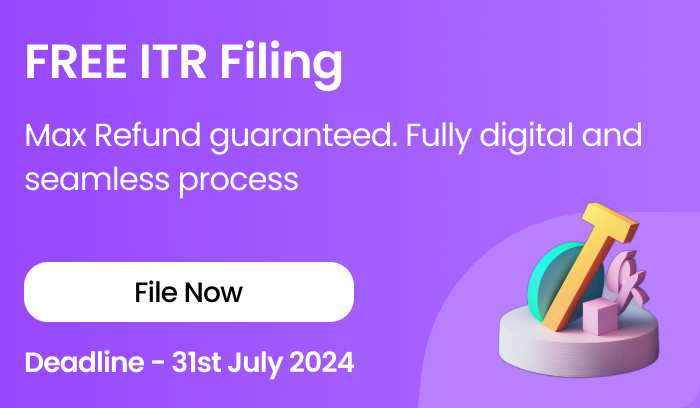 FREE ITR Filing
Max Refund guaranteed. Fully digital and
seamless process
File Now
Deadline - 31st July 2024